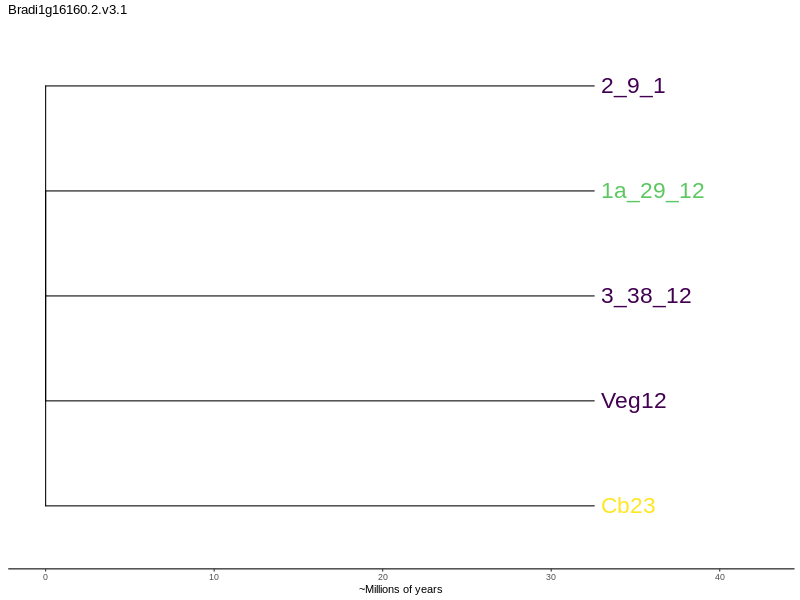 Bradi1g16160.2.v3.1
2_9_1
1a_29_12
3_38_12
Veg12
Cb23
0 10 20 30 40
~Millions of years